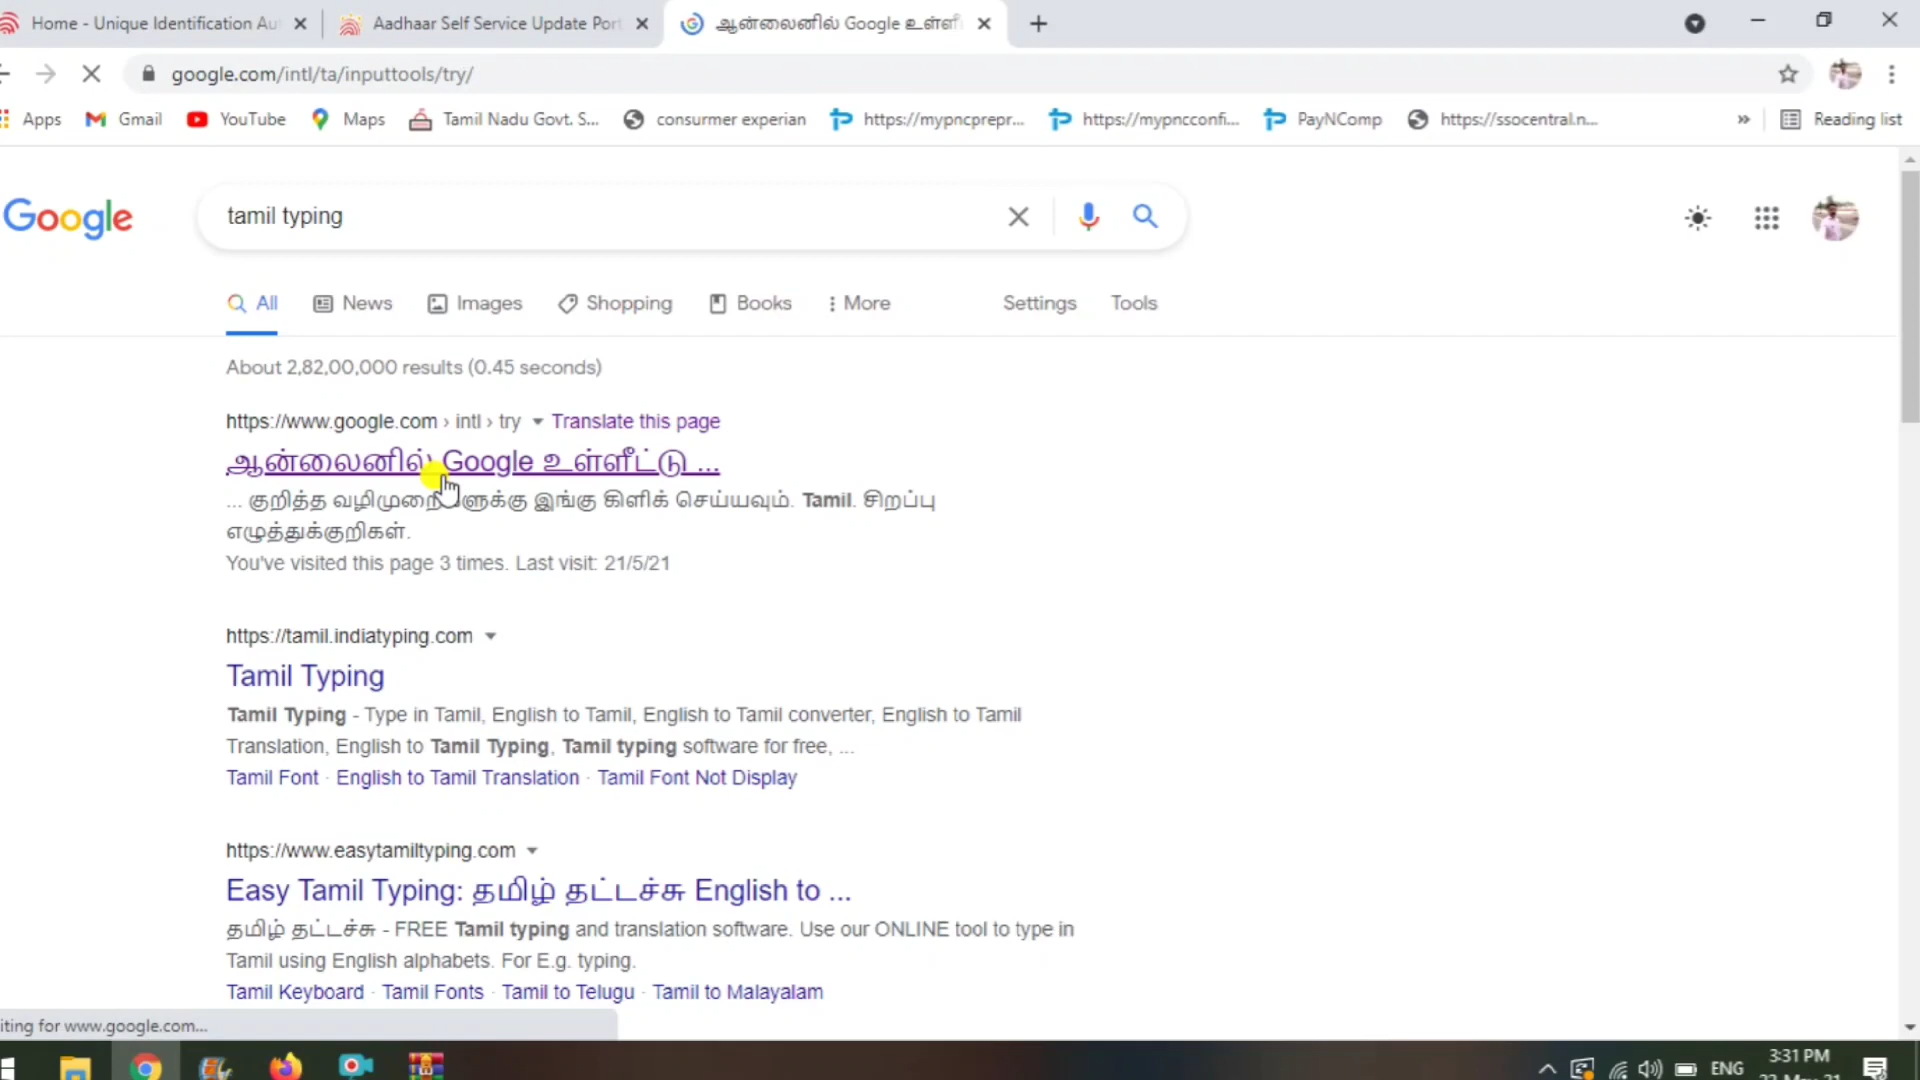 Home - Unique Identification Au
Aadhaar Self Service Update Port
ஆன்லைனில் Google உள்ளீ
google.com/intl/ta/inputtools/try/
Apps
Gmail
YouTube
Maps
Tamil Nadu Govt. S...
consurmer experian
https://mypncprepr...
https://mypncconfi...
PayNComp
https://ssocentral.n...
»
Reading list
Google
tamil typing
All
News
Images
Shopping
Books
More
Settings
Tools
About 2,82,00,000 results (0.45 seconds)
https://www.google.com › intl › try
Translate this page
ஆன்லைனில் Google உள்ளீட்டு ...
... குறித்த இங்கு கிளிக் செய்யவும். Tamil. சிறப்பு
எழுத்துக்குறிகள்.
You've visited this page 3 times. Last visit: 21/5/21
https://tamil.indiatyping.com
Tamil Typing
Tamil Typing - Type in Tamil, English to Tamil, English to Tamil converter, English to Tamil
Translation, English to Tamil Typing, Tamil typing software for free, ...
Tamil Font · English to Tamil Translation · Tamil Font Not Display
https://www.easytamiltyping.com
Easy Tamil Typing: தமிழ் தட்டச்சு English to ...
தமிழ் தட்டச்சு - FREE Tamil typing and translation software. Use our ONLINE tool to type in
Tamil using English alphabets. For E.g. typing.
Tamil Keyboard · Tamil Fonts · Tamil to Telugu · Tamil to Malayalam
iting for www.google.com...
ENG
3:31 PM